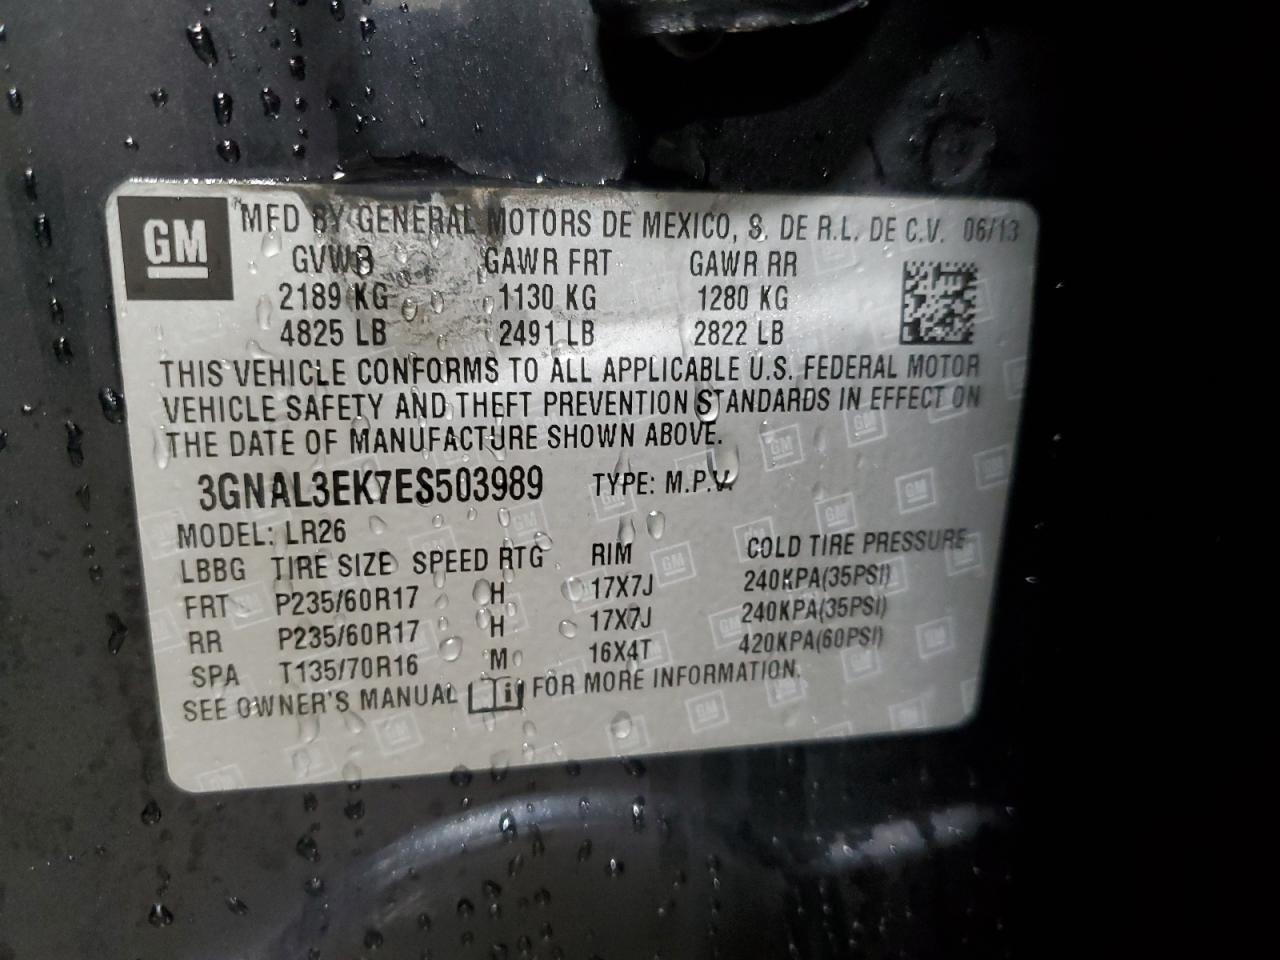 GM MFD BY GENERAL MOTORS DE MEXICO, S. DE R.L. DE C.V. 06/13
GVWR GAWR FRT GAWR RR
2189 KG 1130 KG 1280 KG
4825 LB 2491 LB 2822 LB
THIS VEHICLE CONFORMS TO ALL APPLICABLE U.S. FEDERAL MOTOR
VEHICLE SAFETY AND THEFT PREVENTION STANDARDS IN EFFECT ON
THE DATE OF MANUFACTURE SHOWN ABOVE.
3GNAL3EK7ES503989 TYPE: M.P.V.
MODEL: LR26
LBBG TIRE SIZE SPEED RTG RIM COLD TIRE PRESSURE
FRT P235/60R17 H 17X7J 240KPA(35PSI)
RR P235/60R17 H 17X7J 240KPA(35PSI)
SPA T135/70R16 M 16X4T 420KPA(60PSI)
SEE OWNER'S MANUAL i FOR MORE INFORMATION.